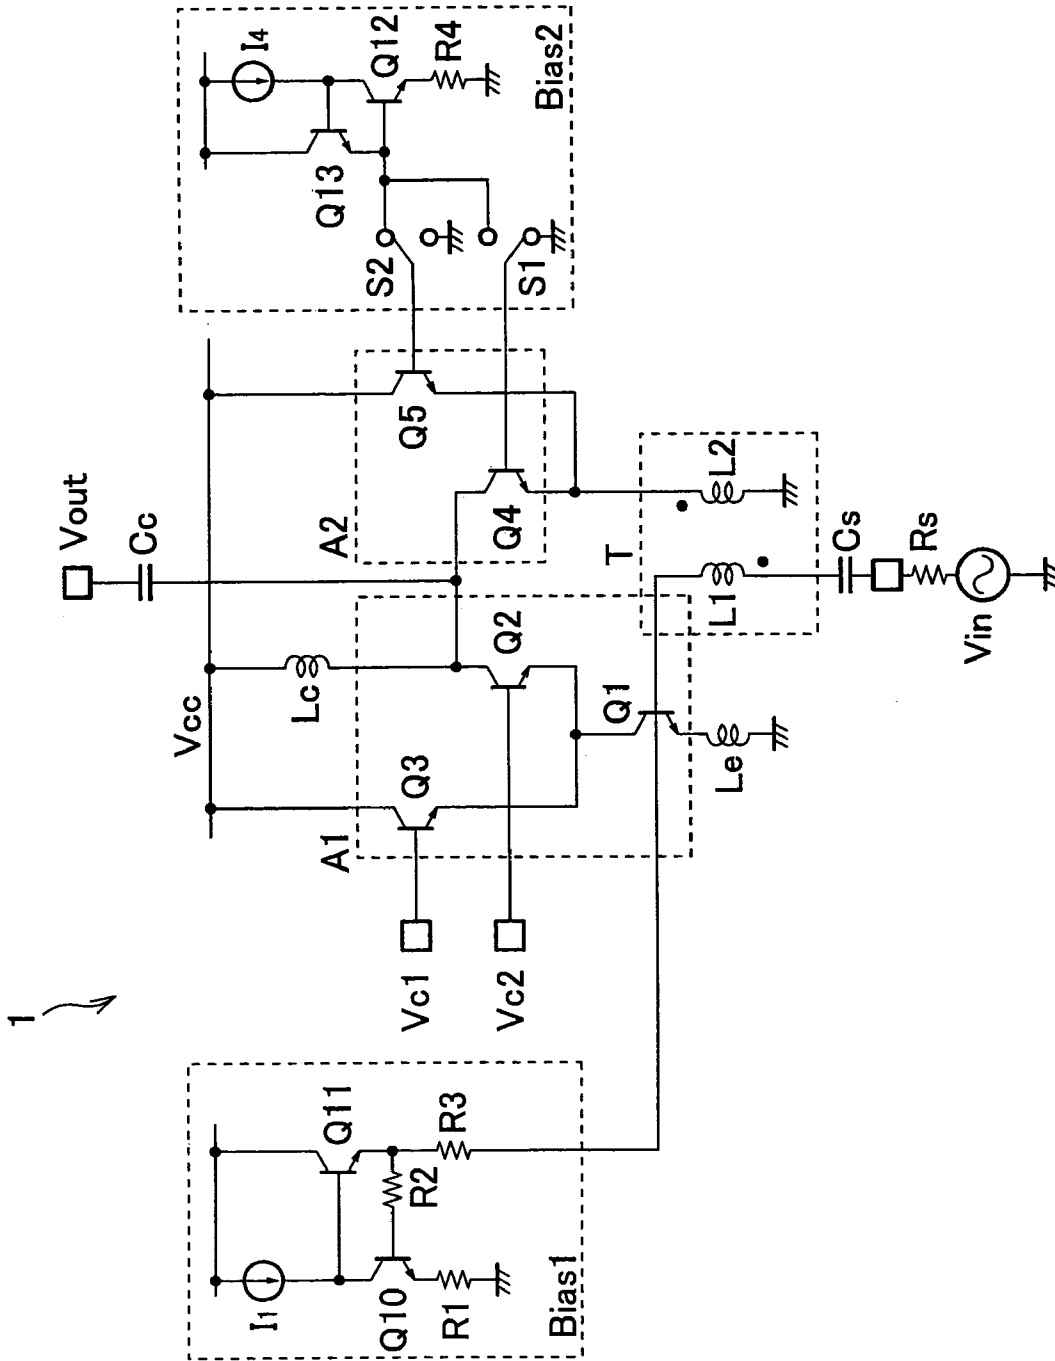 1
Vout
Cc
I4
Q12
R4
Q13
Bias2
S2
S1
Vcc
Lc
A2
Q5
Q4
A1
Q3
Q2
Q1
Le
Vc1
Vc2
T
L2
L1
Cs
Rs
Vin
I1
Q11
R3
R2
Q10
R1
Bias1